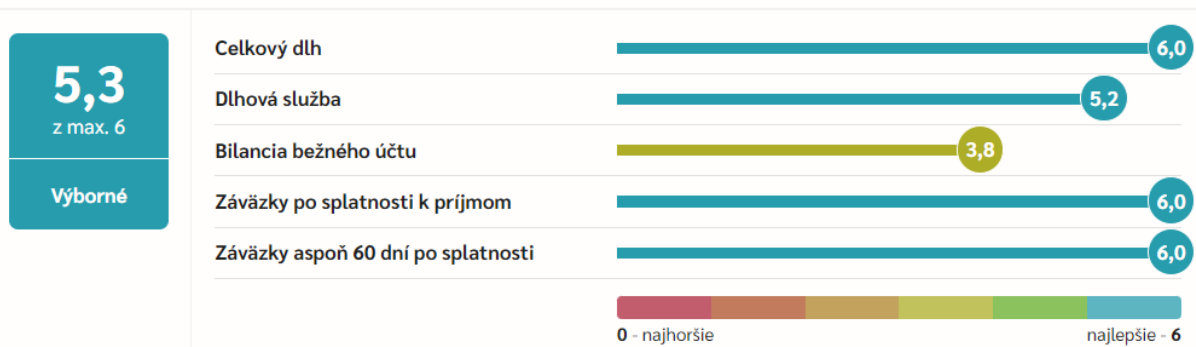 5,3
z max. 6
Výborné
Celkový dlh 6,0
Dlhová služba 5,2
Bilancia bežného účtu 3,8
Záväzky po splatnosti k príjmom 6,0
Záväzky aspoň 60 dní po splatnosti 6,0
0 - najhoršie najlepšie - 6